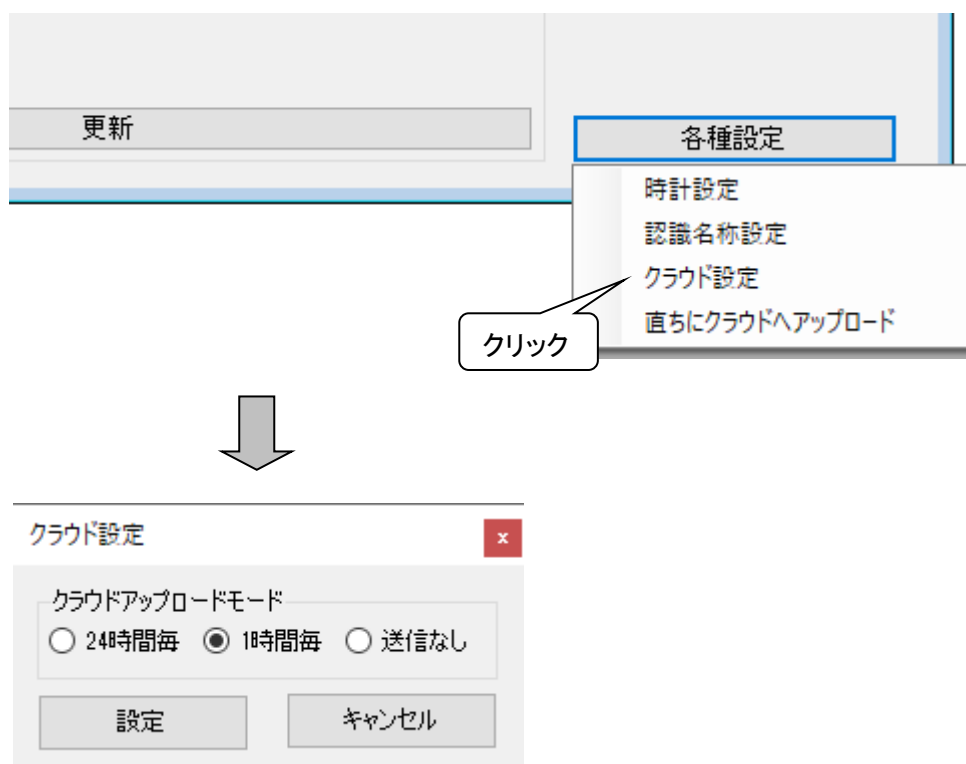 更新
各種設定
時計設定
認識名称設定
クラウド設定
直ちにクラウドへアップロード
クリック
クラウド設定
x
クラウドアップロードモード
24時間毎 1時間毎 送信なし
設定 キャンセル